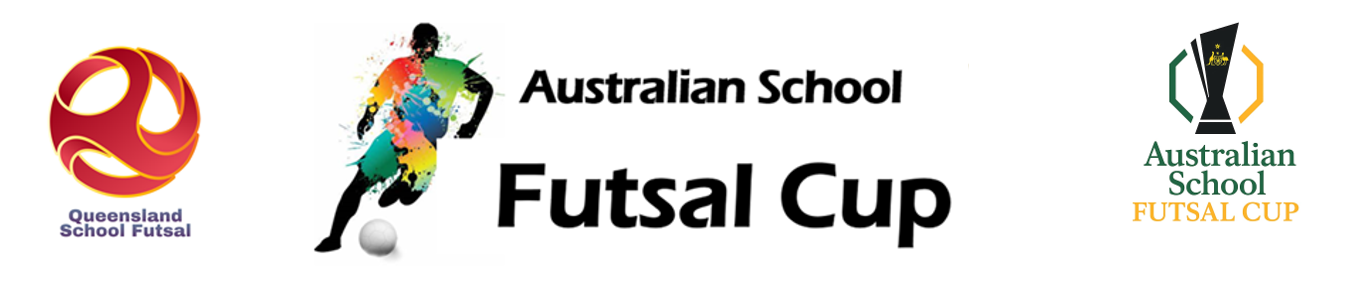 Queensland
School Futsal
Australian School
Futsal Cup
Australian
School
FUTSAL CUP